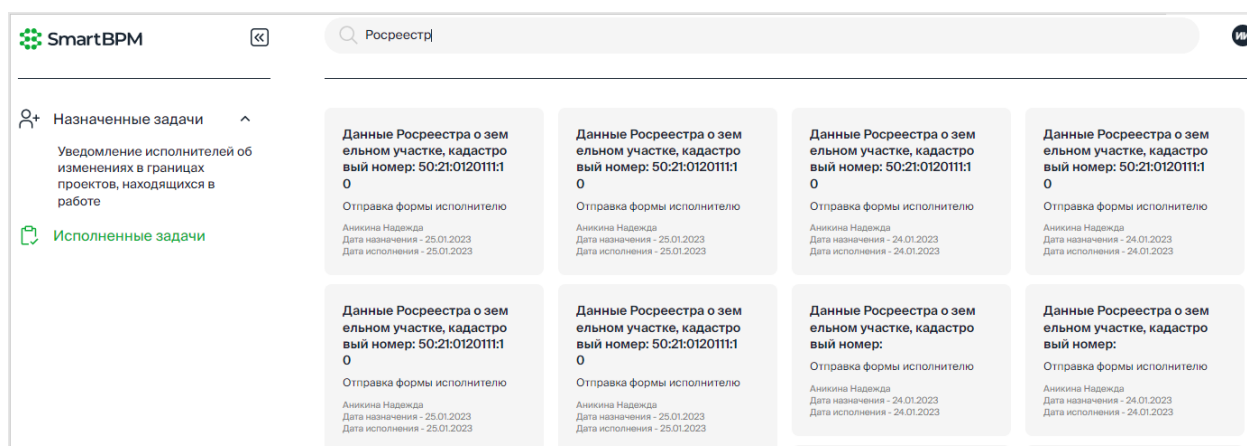 SmartBPM
Росреестр
ИИ
Назначенные задачи
Уведомление исполнителей об
изменениях в границах
проектов, находящихся в
работе
Исполненные задачи
Данные Росреестра о зем
ельном участке, кадастро
вый номер: 50:21:0120111:1
0
Отправка формы исполнителю
Аникина Надежда
Дата назначения - 25.01.2023
Дата исполнения - 25.01.2023
Данные Росреестра о зем
ельном участке, кадастро
вый номер: 50:21:0120111:1
0
Отправка формы исполнителю
Аникина Надежда
Дата назначения - 25.01.2023
Дата исполнения - 25.01.2023
Данные Росреестра о зем
ельном участке, кадастро
вый номер: 50:21:0120111:1
0
Отправка формы исполнителю
Аникина Надежда
Дата назначения - 24.01.2023
Дата исполнения - 24.01.2023
Данные Росреестра о зем
ельном участке, кадастро
вый номер: 50:21:0120111:1
0
Отправка формы исполнителю
Аникина Надежда
Дата назначения - 24.01.2023
Дата исполнения - 24.01.2023
Данные Росреестра о зем
ельном участке, кадастро
вый номер: 50:21:0120111:1
0
Отправка формы исполнителю
Аникина Надежда
Дата назначения - 25.01.2023
Дата исполнения - 25.01.2023
Данные Росреестра о зем
ельном участке, кадастро
вый номер: 50:21:0120111:1
0
Отправка формы исполнителю
Аникина Надежда
Дата назначения - 25.01.2023
Дата исполнения - 25.01.2023
Данные Росреестра о зем
ельном участке, кадастро
вый номер:
Отправка формы исполнителю
Аникина Надежда
Дата назначения - 24.01.2023
Дата исполнения - 24.01.2023
Данные Росреестра о зем
ельном участке, кадастро
вый номер:
Отправка формы исполнителю
Аникина Надежда
Дата назначения - 24.01.2023
Дата исполнения - 24.01.2023